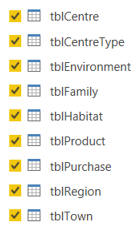 tblCentre
tblCentreType
tblEnvironment
tblFamily
tblHabitat
tblProduct
tblPurchase
tblRegion
tblTown